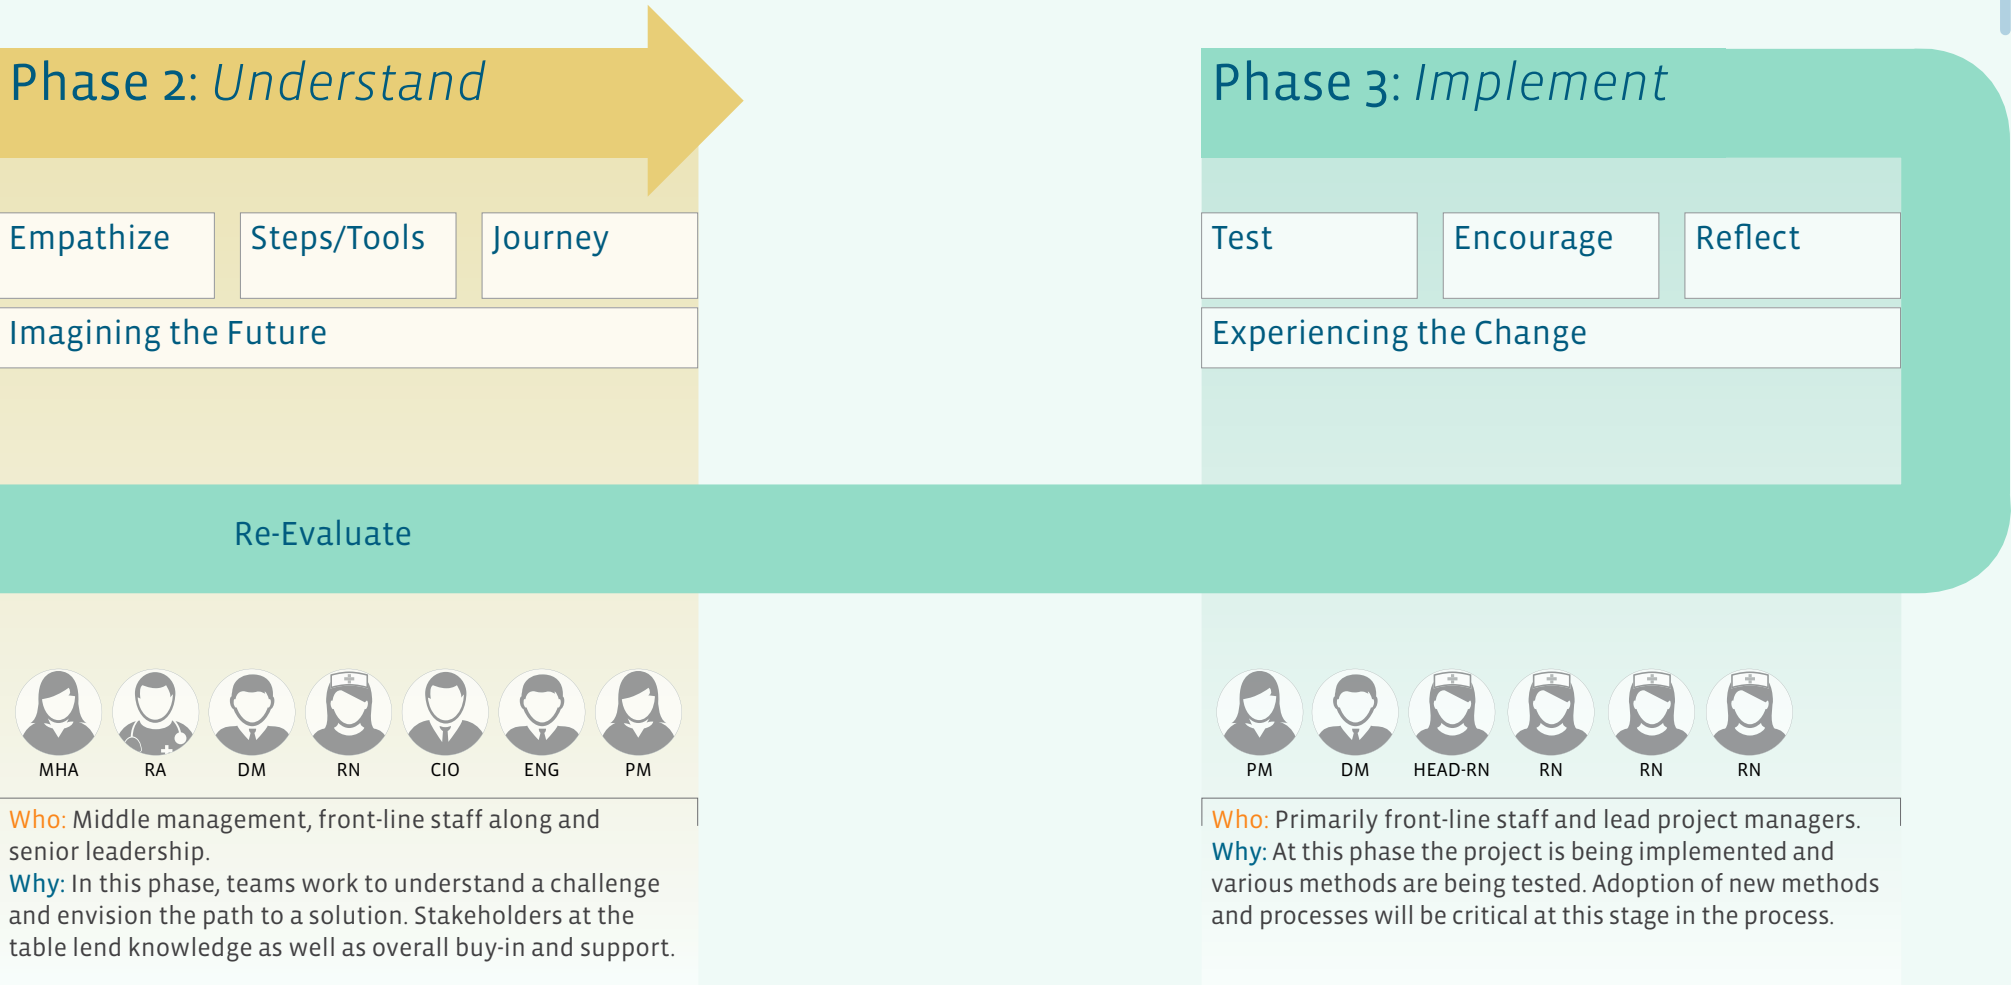 Phase 2: Understand
Empathize
Steps/Tools
Journey
Imagining the Future
Phase 3: Implement
Test
Encourage
Reflect
Experiencing the Change
Re-Evaluate
MHA
RA
DM
RN
CIO
ENG
PM
Who: Middle management, front-line staff along and
senior leadership.
Why: In this phase, teams work to understand a challenge
and envision the path to a solution. Stakeholders at the
table lend knowledge as well as overall buy-in and support.
PM
DM
HEAD-RN
RN
RN
RN
Who: Primarily front-line staff and lead project managers.
Why: At this phase the project is being implemented and
various methods are being tested. Adoption of new methods
and processes will be critical at this stage in the process.